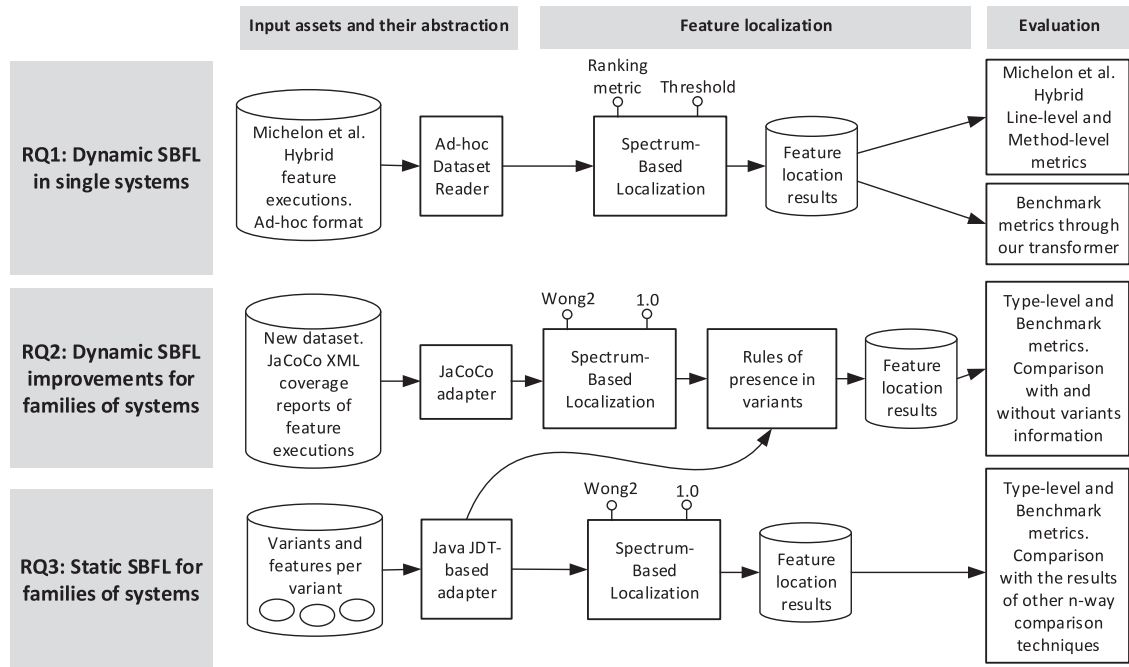 Input assets and their abstraction
Feature localization
Evaluation
RQ1: Dynamic SBFL
in single systems
Michelon et al.
Hybrid
feature
executions.
Ad-hoc format
Ad-hoc
Dataset
Reader
Ranking
metric
Threshold
Spectrum-
Based
Localization
Feature
location
results
Michelon et al.
Hybrid
Line-level and
Method-level
metrics
Benchmark
metrics through
our transformer
RQ2: Dynamic SBFL
improvements for
families of systems
New dataset.
JaCoCo XML
coverage
reports of
feature
executions
JaCoCo
adapter
Wong2
1.0
Spectrum-
Based
Localization
Rules of
presence in
variants
Feature
location
results
Type-level and
Benchmark
metrics.
Comparison
with and
without variants
information
RQ3: Static SBFL for
families of systems
Variants and
features per
variant
Java JDT-
based
adapter
Wong2
1.0
Spectrum-
Based
Localization
Feature
location
results
Type-level and
Benchmark
metrics.
Comparison
with the results
of other n-way
comparison
techniques